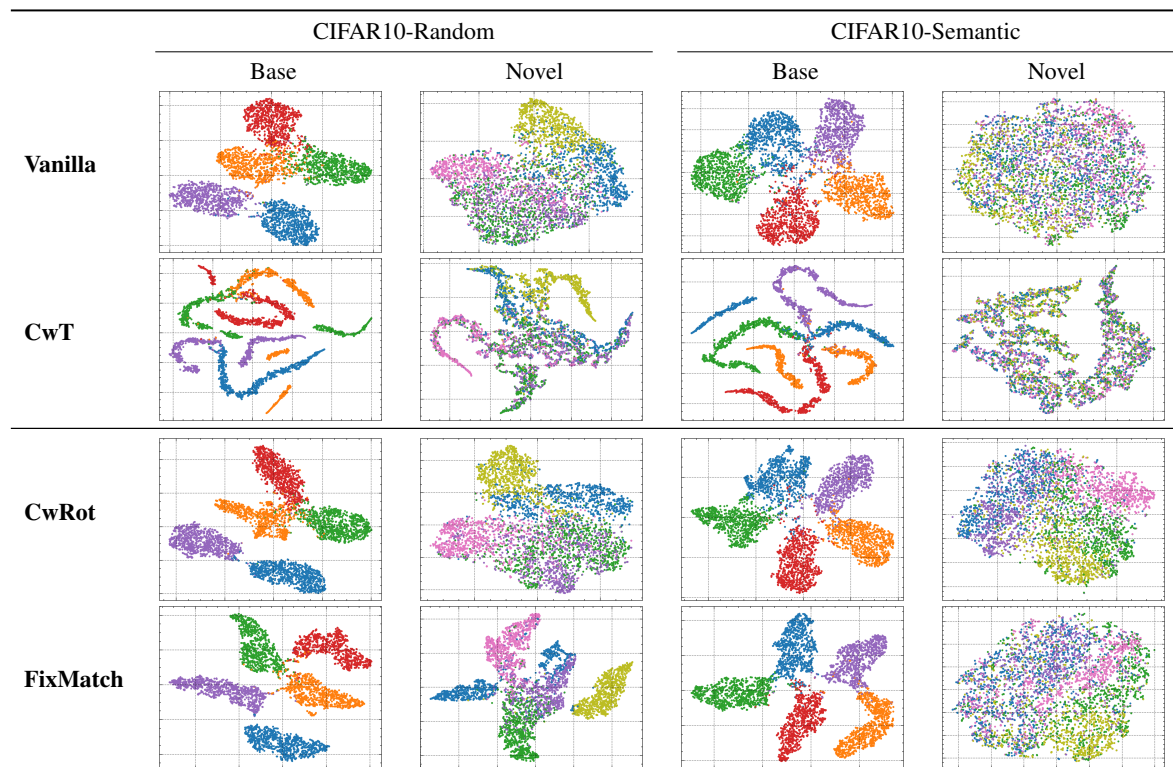 CIFAR10-Random CIFAR10-Semantic
Base Novel Base Novel
Vanilla
CwT
CwRot
FixMatch